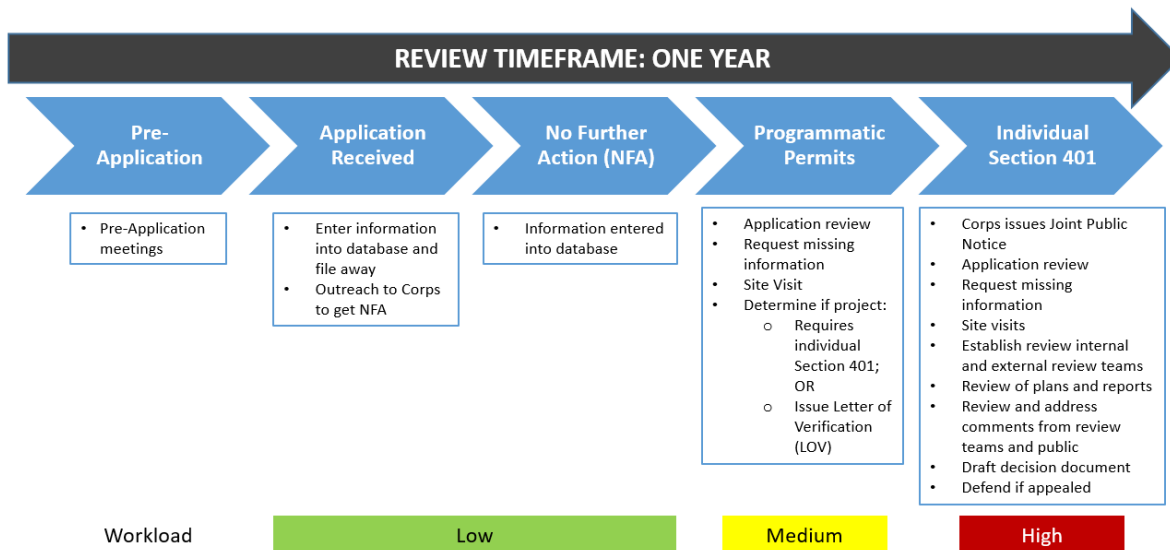 REVIEW TIMEFRAME: ONE YEAR
Pre-
Application
Application
Received
No Further
Action (NFA)
Programmatic
Permits
Individual
Section 401
• Pre-Application
meetings
• Enter information
into database and
file away
• Outreach to Corps
to get NFA
• Information entered
into database
• Application review
• Request missing
information
• Site Visit
• Determine if project:
o Requires
individual
Section 401;
OR
o Issue Letter of
Verification
(LOV)
• Corps issues Joint Public
Notice
• Application review
• Request missing
information
• Site visits
• Establish review internal
and external review teams
• Review of plans and reports
• Review and address
comments from review
teams and public
• Draft decision document
• Defend if appealed
Workload
Low
Medium
High